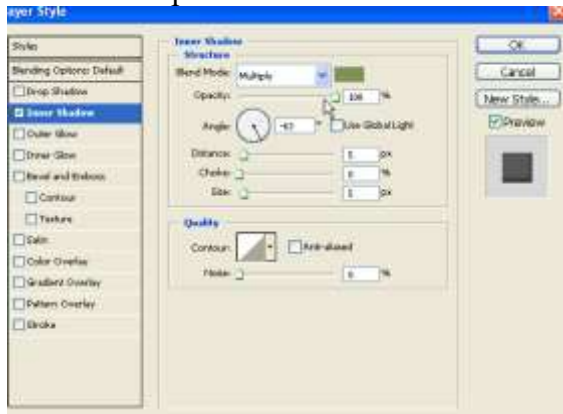 ayer Style
Styles
Blending Options: Default
Drop Shadow
Inner Shadow
Outer Glow
Inner Glow
Bevel and Emboss
Contour
Texture
Satin
Color Overlay
Gradient Overlay
Pattern Overlay
Stroke
Inner Shadow
Structure
Blend Mode: Multiply
Opacity: 100 %
Angle: ° Use Global Light
Distance: px
Choke: 0 %
Size: px
Quality
Contour: Anti-aliased
Noise: 0 %
OK
Cancel
New Style...
Preview